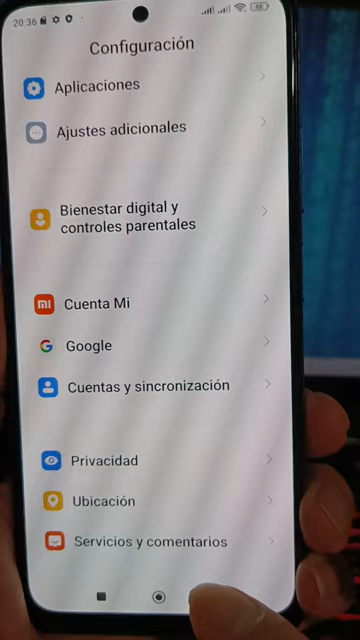 20:36
Configuración
Aplicaciones
Ajustes adicionales
Bienestar digital y
controles parentales
Cuenta Mi
Google
Cuentas y sincronización
Privacidad
Ubicación
Servicios y comentarios